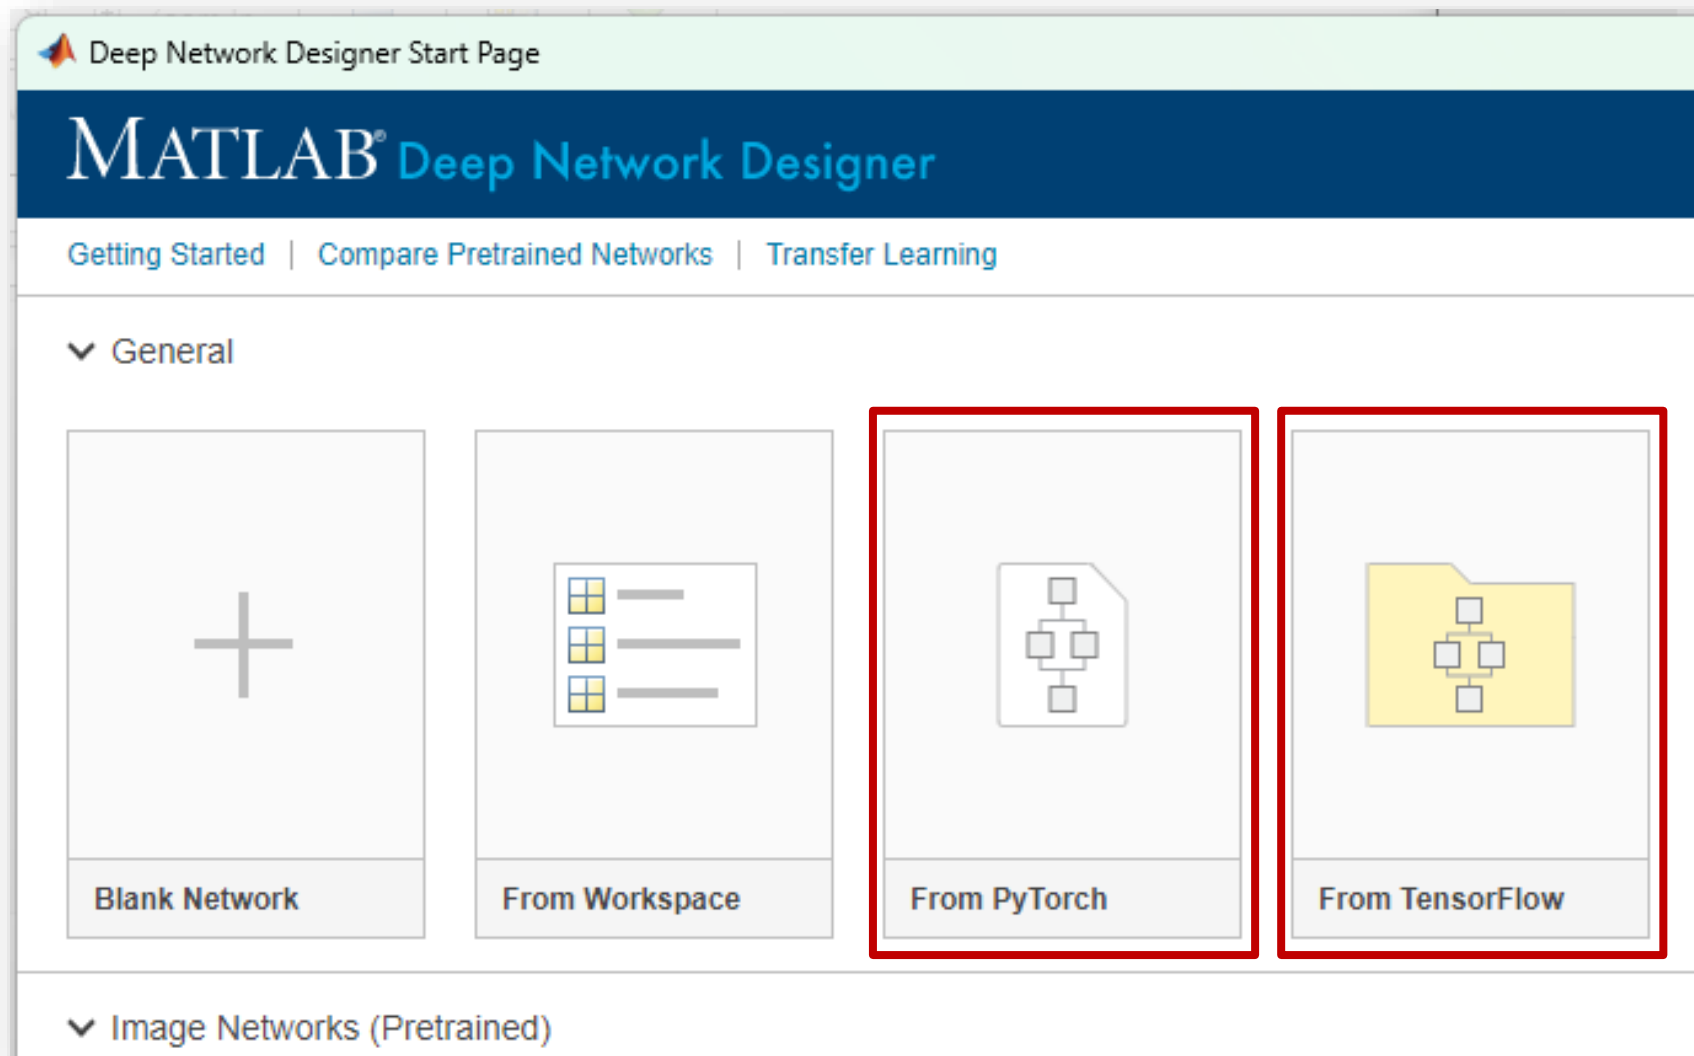 Deep Network Designer Start Page
MATLAB® Deep Network Designer
Getting Started | Compare Pretrained Networks | Transfer Learning
General
Blank Network
From Workspace
From PyTorch
From TensorFlow
Image Networks (Pretrained)